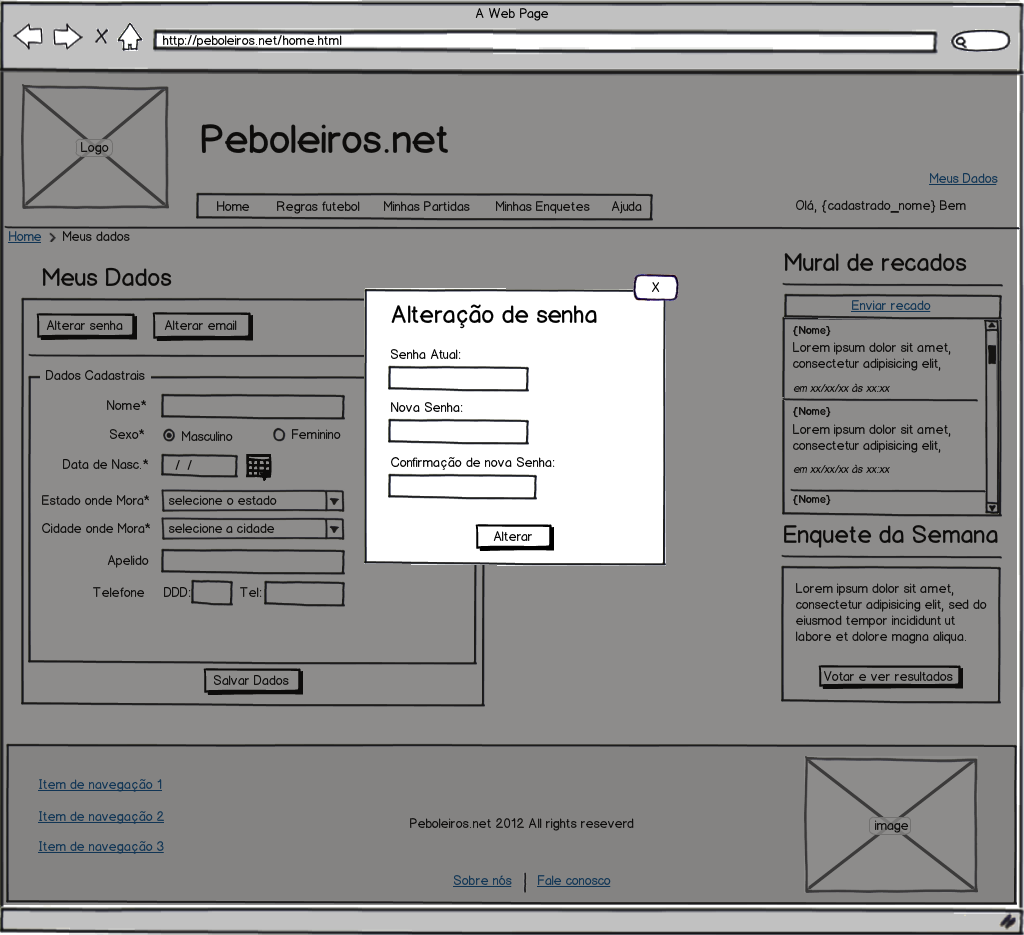 A Web Page
X
http://peboleiros.net/home.html
Logo
Peboleiros.net
Meus Dados
Home
Regras futebol
Minhas Partidas
Minhas Enquetes
Ajuda
Olá, {cadastrado_nome} Bem
Home > Meus dados
Meus Dados
Alterar senha
Alterar email
Dados Cadastrais
Nome*
Sexo*
Masculino
Feminino
Data de Nasc.*
/ /
Estado onde Mora*
selecione o estado
Cidade onde Mora*
selecione a cidade
Apelido
Telefone
DDD:
Tel:
Salvar Dados
X
Alteração de senha
Senha Atual:
Nova Senha:
Confirmação de nova Senha:
Alterar
Mural de recados
Enviar recado
{Nome}
Lorem ipsum dolor sit amet,
consectetur adipisicing elit,
em xx/xx/xx às xx:xx
{Nome}
Lorem ipsum dolor sit amet,
consectetur adipisicing elit,
em xx/xx/xx às xx:xx
{Nome}
Enquete da Semana
Lorem ipsum dolor sit amet,
consectetur adipisicing elit, sed do
eiusmod tempor incididunt ut
labore et dolore magna aliqua.
Votar e ver resultados
Item de navegação 1
Item de navegação 2
Item de navegação 3
Peboleiros.net 2012 All rights reseverd
Sobre nós
Fale conosco
image